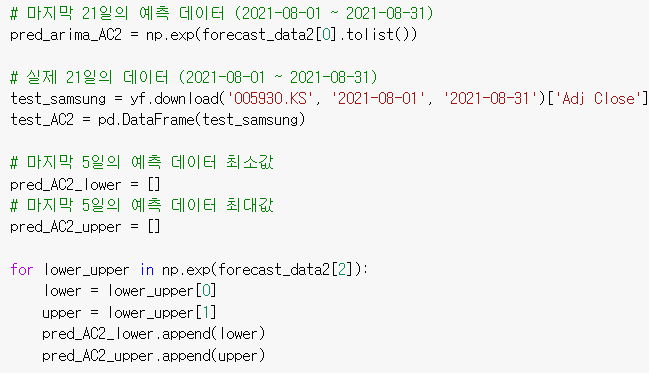 # 마지막 21일의 예측 데이터 (2021-08-01 ~ 2021-08-31)
pred_arima_AC2 = np.exp(forecast_data2[0].tolist())

# 실제 21일의 데이터 (2021-08-01 ~ 2021-08-31)
test_samsung = yf.download('005930.KS', '2021-08-01', '2021-08-31')['Adj Close']
test_AC2 = pd.DataFrame(test_samsung)

# 마지막 5일의 예측 데이터 최소값
pred_AC2_lower = []
# 마지막 5일의 예측 데이터 최대값
pred_AC2_upper = []

for lower_upper in np.exp(forecast_data2[2]):
    lower = lower_upper[0]
    upper = lower_upper[1]
    pred_AC2_lower.append(lower)
    pred_AC2_upper.append(upper)